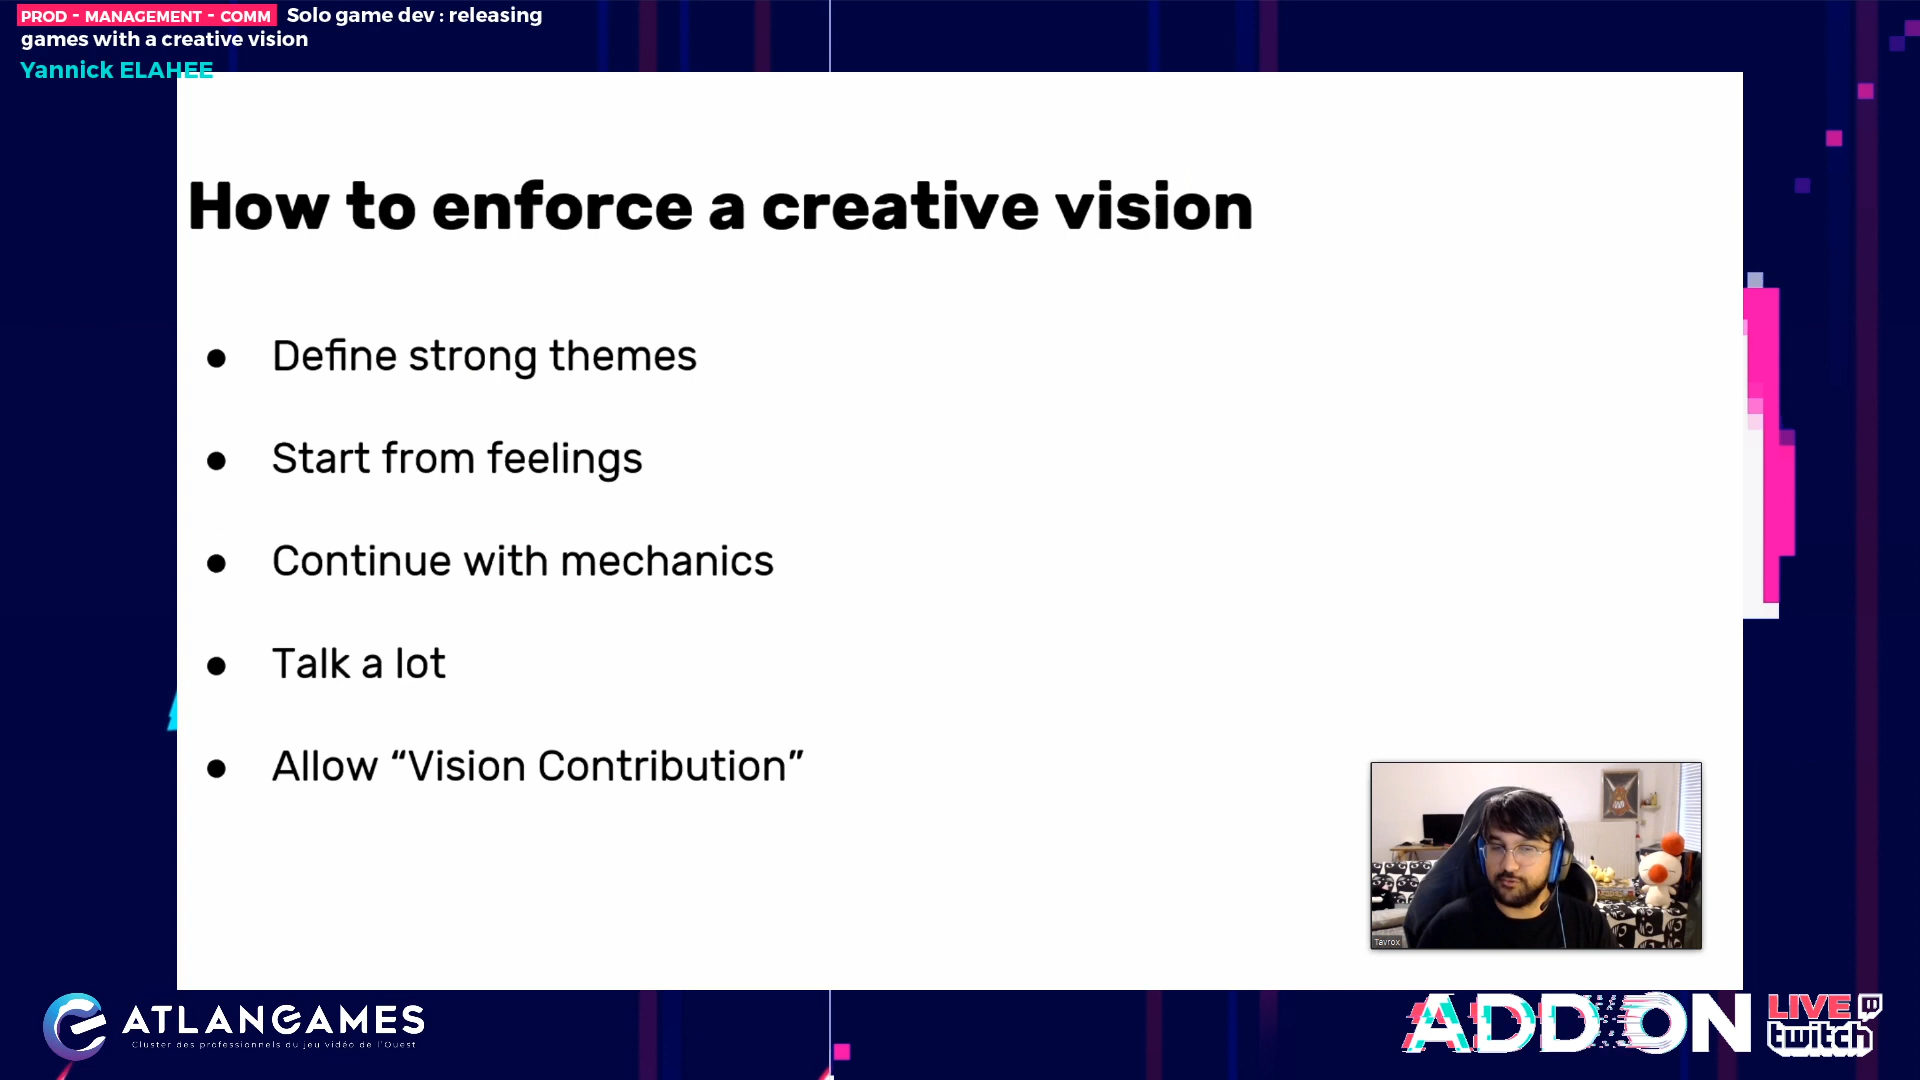 PROD - MANAGEMENT - COMM Solo game dev : releasing
games with a creative vision
Yannick ELAHEE
How to enforce a creative vision
● Define strong themes
● Start from feelings
● Continue with mechanics
● Talk a lot
● Allow “Vision Contribution”
Tavrox
ATLANGAMES
Cluster des professionnels du jeu vidéo de l'Ouest
ADD ON
LIVE
twitch